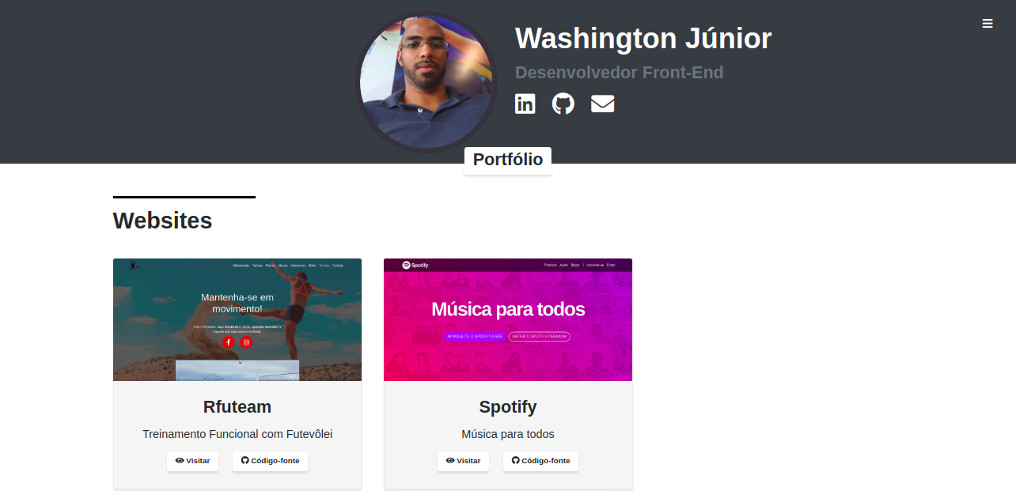 Washington Júnior
Desenvolvedor Front-End
Portfólio
Websites
Mantenha-se em
movimento!
Rfuteam
Treinamento Funcional com Futevôlei
Visitar
Código-fonte
Spotify
Música para todos
Spotify
Música para todos
Visitar
Código-fonte